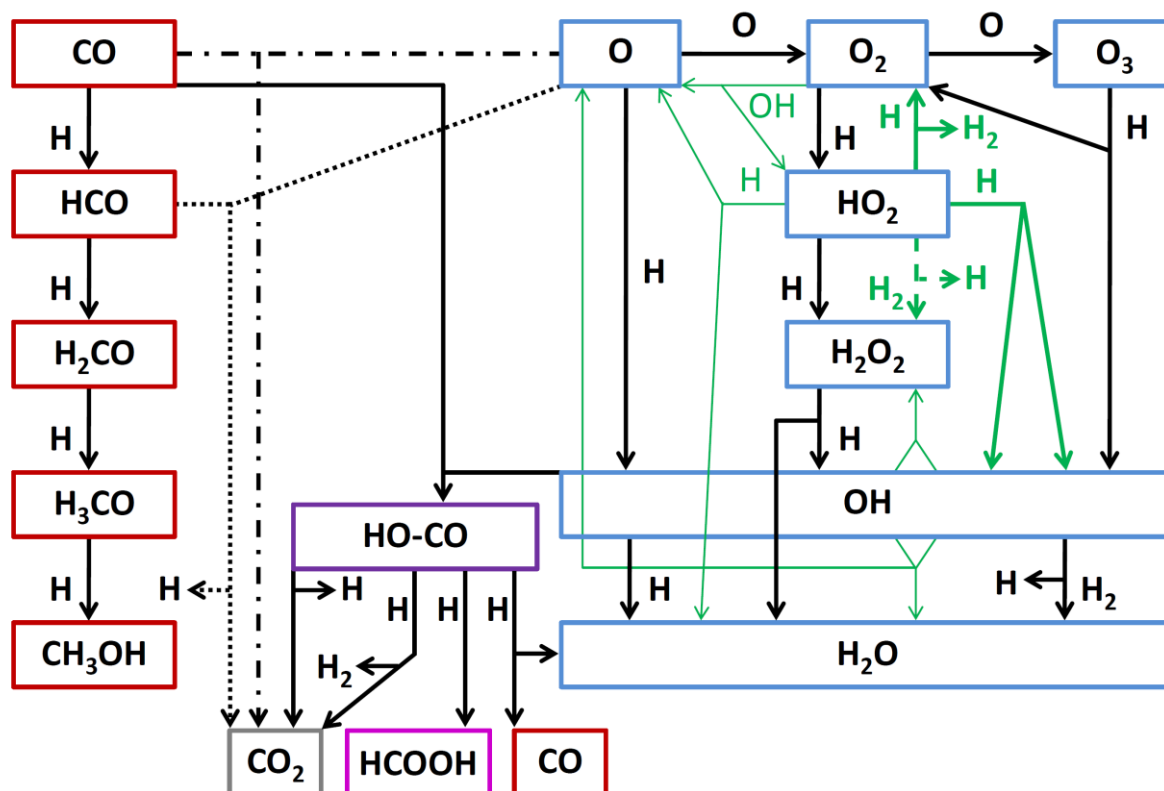 O O
CO O O₂ O₃
OH H H₂
H H H
H
HCO HO₂
H
H
H H H₂ H
H₂CO H₂O₂
H H
H₃CO OH
HO-CO
H H H H H H H H H₂
CH₃OH H₂ H₂O
CO₂ HCOOH CO